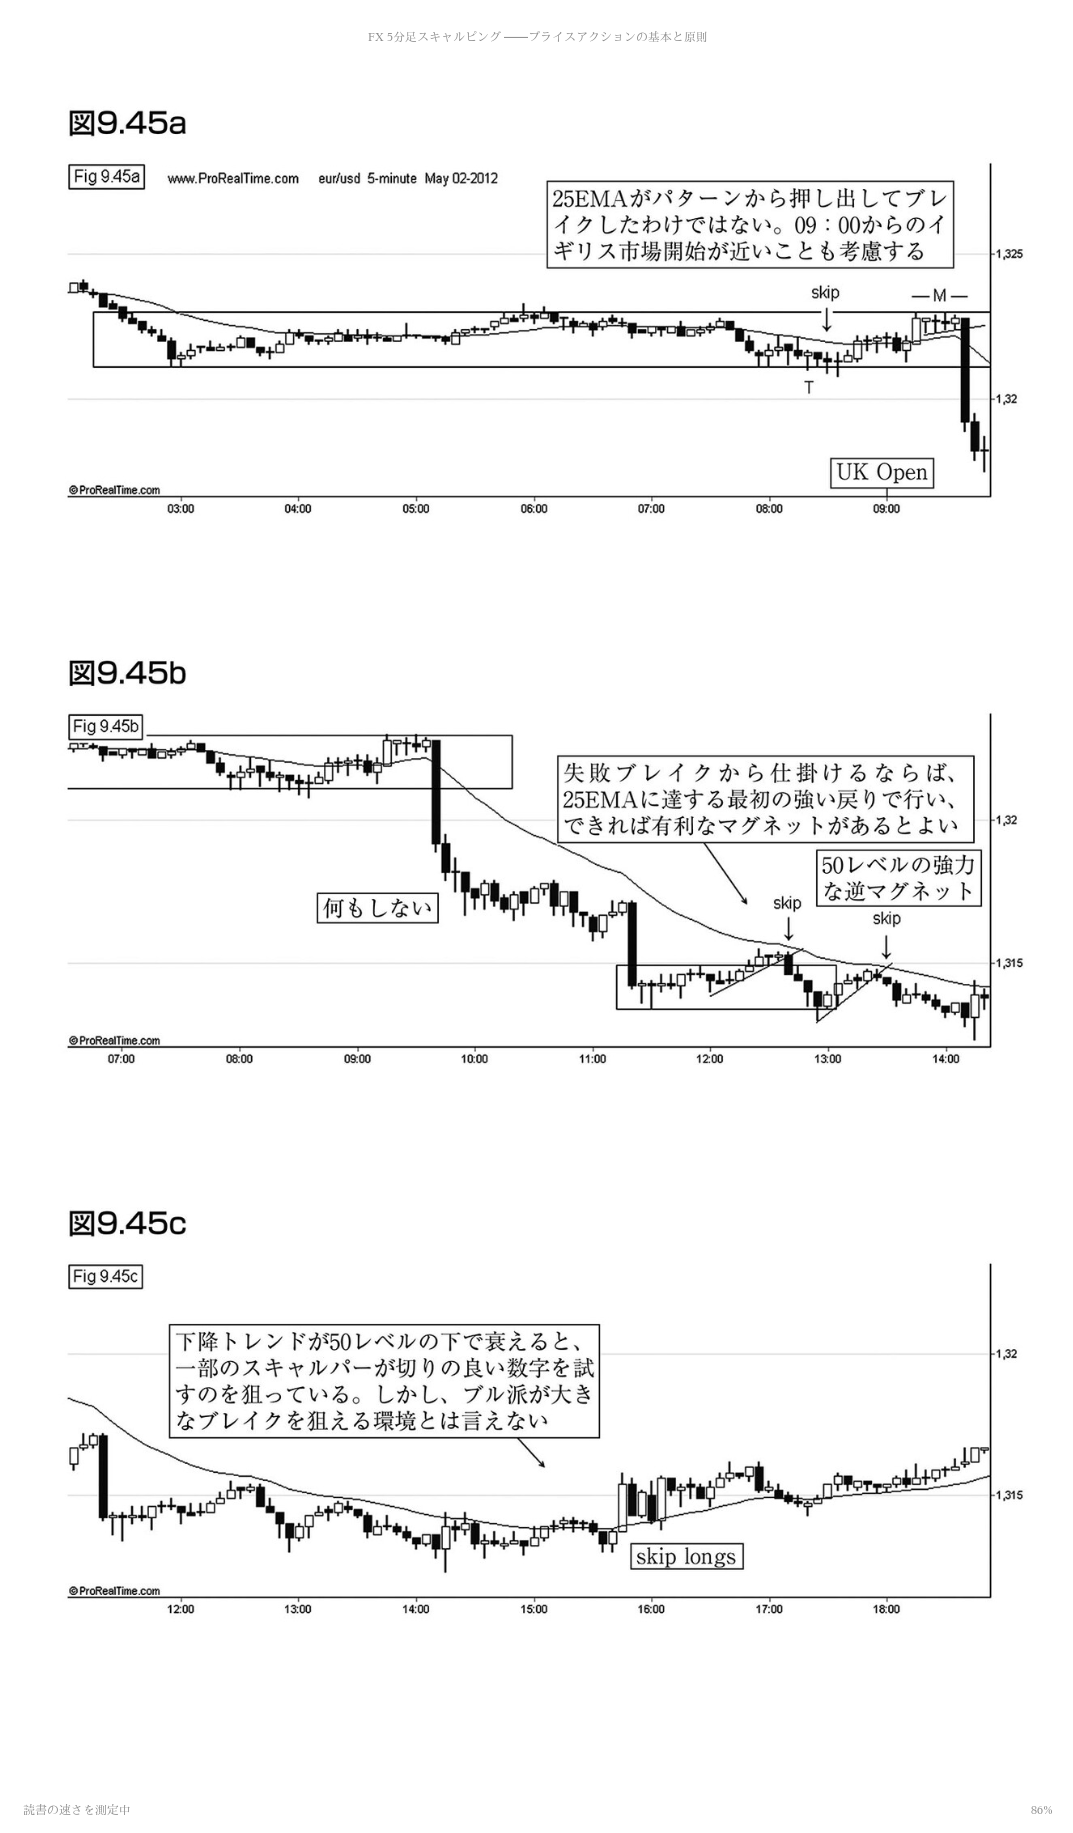 FX 5分足スキャルピング ――プライスアクションの基本と原則
図9.45a
Fig 9.45a www.ProRealTime.com eur/usd 5-minute May 02-2012
25EMAがパターンから押し出してブレ
イクしたわけではない。09：00からのイ
ギリス市場開始が近いことも考慮する
1,325
skip
M
T
1,32
UK Open
©ProRealTime.com
03:00 04:00 05:00 06:00 07:00 08:00 09:00
図9.45b
Fig 9.45b
失敗ブレイクから仕掛けるならば、
25EMAに達する最初の強い戻りで行い、
できれば有利なマグネットがあるとよい
1,32
50レベルの強力
な逆マグネット
何もしない
skip
skip
1,315
©ProRealTime.com
07:00 08:00 09:00 10:00 11:00 12:00 13:00 14:00
図9.45c
Fig 9.45c
下降トレンドが50レベルの下で衰えると、
一部のスキャルパーが切りの良い数字を試
すのを狙っている。しかし、ブル派が大き
なブレイクを狙える環境とは言えない
1,32
1,315
skip longs
©ProRealTime.com
12:00 13:00 14:00 15:00 16:00 17:00 18:00
読書の速さを測定中
86%